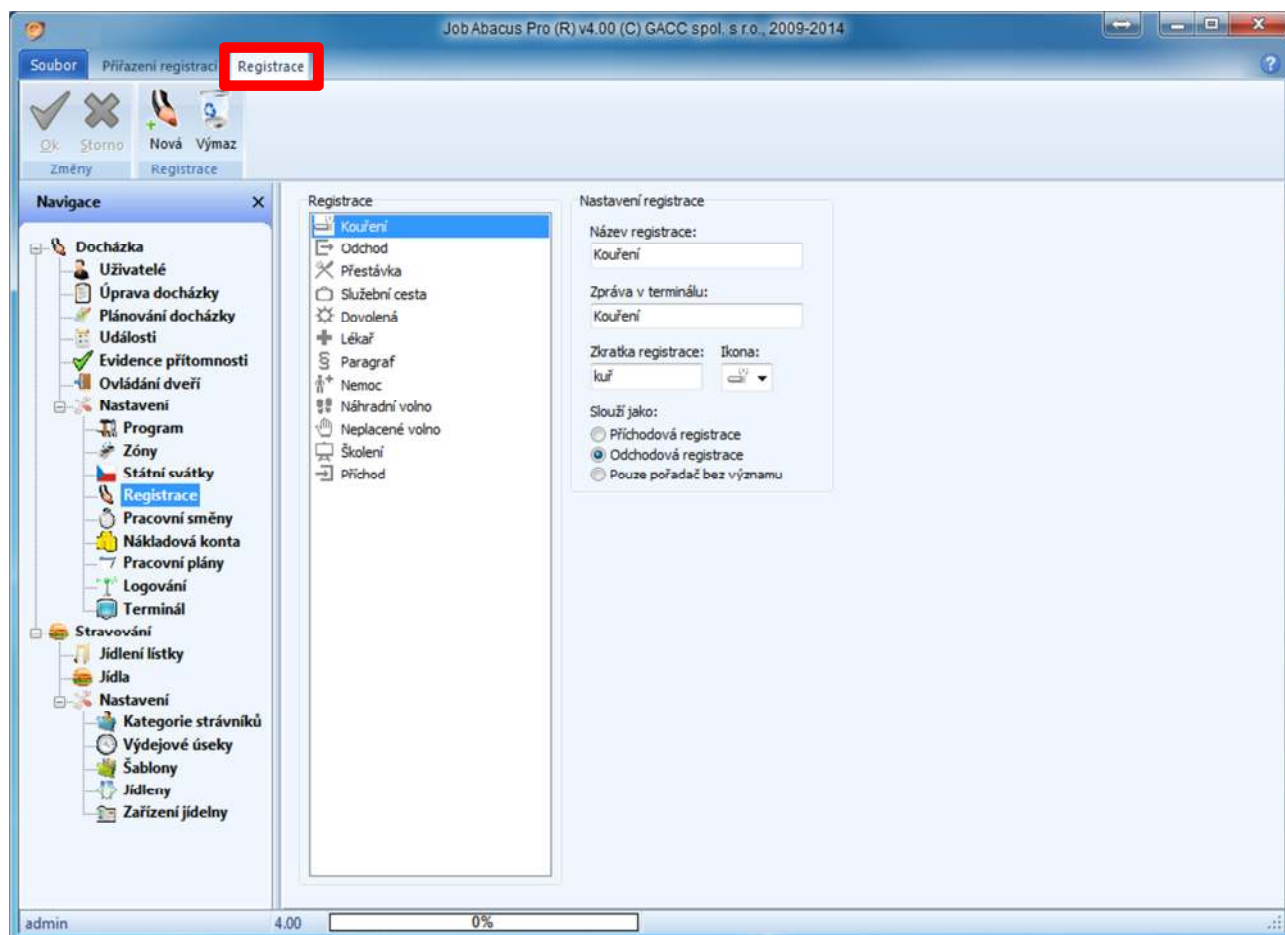 Job Abacus Pro (R) v4.00 (C) GACC spol. s r.o., 2009-2014
Soubor Přiřazení registrací Registrace
Ok Storno Nová Výmaz
Změny Registrace
Navigace
Docházka
Uživatelé
Úprava docházky
Plánování docházky
Události
Evidence přítomnosti
Ovládání dveří
Nastavení
Program
Zóny
Státní svátky
Registrace
Pracovní směny
Nákladová konta
Pracovní plány
Logování
Terminál
Stravování
Jídlení lístky
Jídla
Nastavení
Kategorie strávníků
Výdejové úseky
Šablony
Jídleny
Zařízení jídelny
Registrace
Kouření
Odchod
Přestávka
Služební cesta
Dovolená
Lékař
Paragraf
Nemoc
Náhradní volno
Neplacené volno
Školení
Příchod
Nastavení registrace
Název registrace:
Kouření
Zpráva v terminálu:
Kouření
Zkratka registrace: Ikona:
kuř
Slouží jako:
Příchodová registrace
Odchodová registrace
Pouze pořadač bez významu
admin 4.00 0%